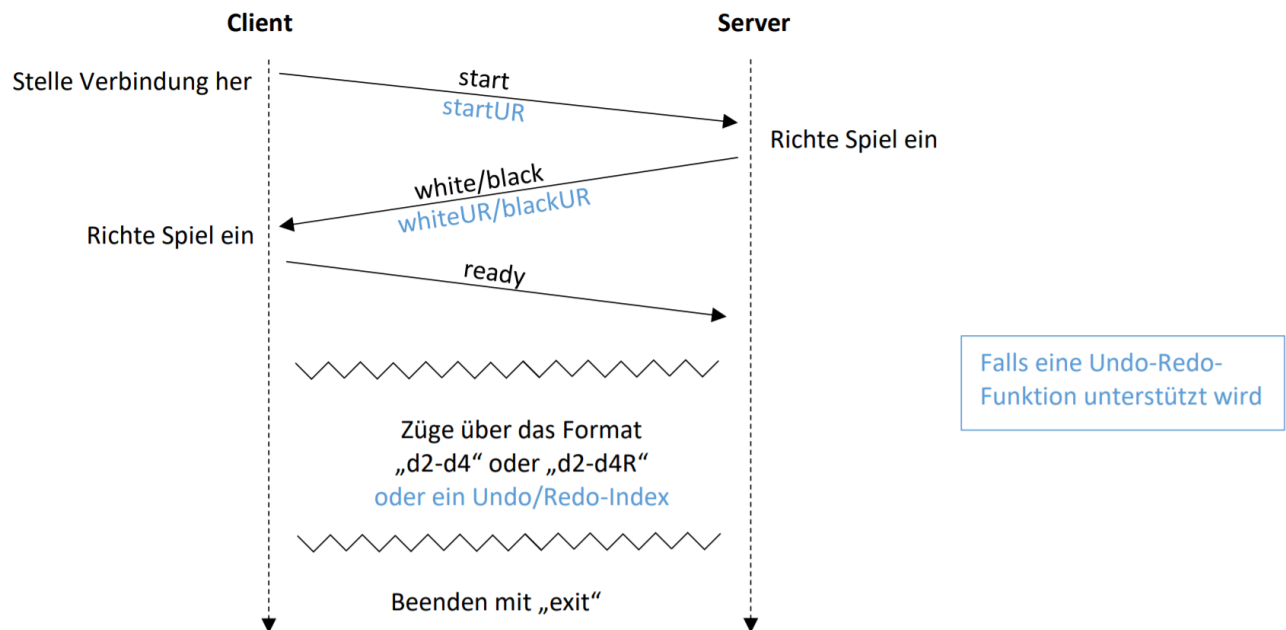 Client
Server
Stelle Verbindung her
start
startUR
Richte Spiel ein
white/black
whiteUR/blackUR
Richte Spiel ein
ready
Falls eine Undo-Redo-
Funktion unterstützt wird
Züge über das Format
„d2-d4“ oder „d2-d4R“
oder ein Undo/Redo-Index
Beenden mit „exit“